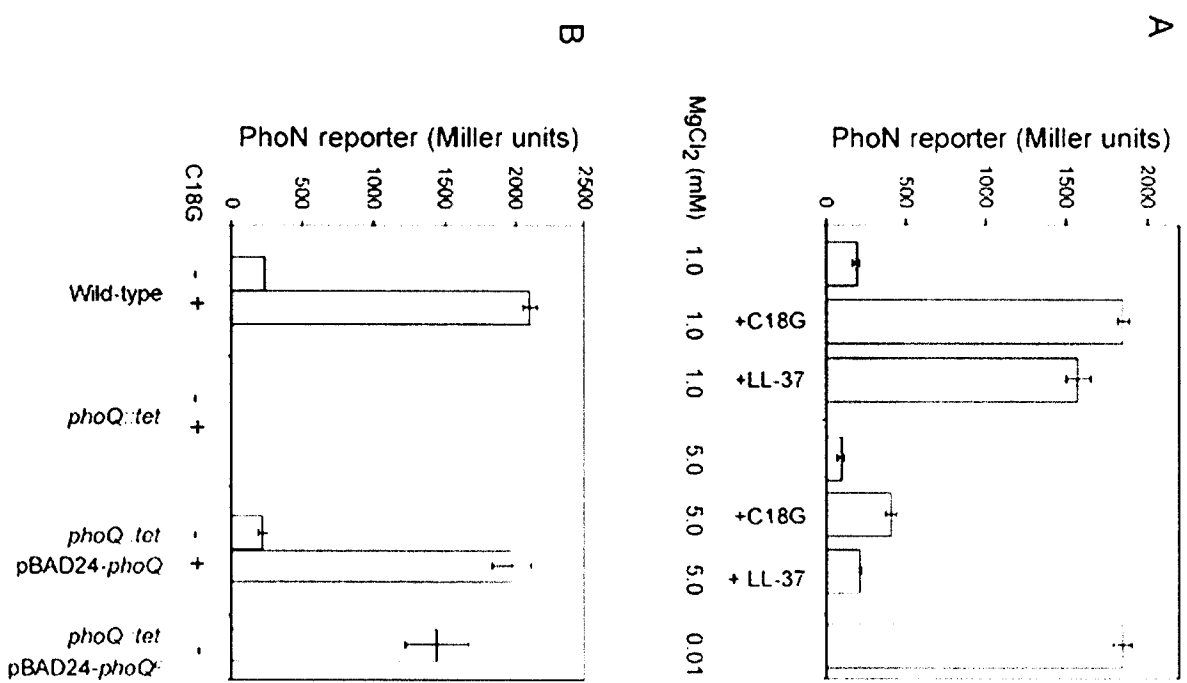 A
PhoN reporter (Miller units)
2000
1500
1000
500
0
+C18G
+LL-37
+C18G
+ LL-37
MgCl2 (mM)
1.0
1.0
1.0
5.0
5.0
5.0
0.01
B
PhoN reporter (Miller units)
2500
2000
1500
1000
500
0
C18G
-
+
-
+
-
+
-
Wild-type
phoQ::tet
phoQ::tet
pBAD24-phoQ
phoQ::tet